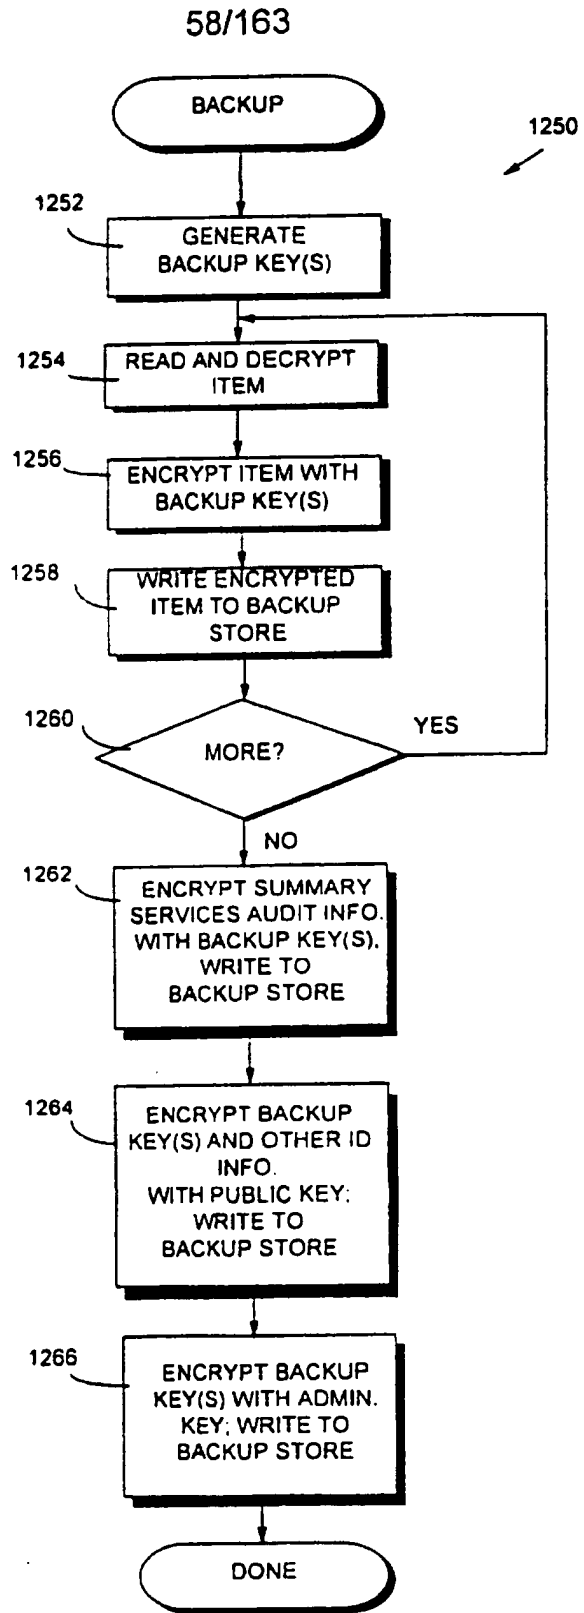 58/163
BACKUP
1250
1252
GENERATE
BACKUP KEY(S)
1254
READ AND DECRYPT
ITEM
1256
ENCRYPT ITEM WITH
BACKUP KEY(S)
1258
WRITE ENCRYPTED
ITEM TO BACKUP
STORE
1260
MORE?
YES
NO
1262
ENCRYPT SUMMARY
SERVICES AUDIT INFO.
WITH BACKUP KEY(S),
WRITE TO
BACKUP STORE
1264
ENCRYPT BACKUP
KEY(S) AND OTHER ID
INFO.
WITH PUBLIC KEY;
WRITE TO
BACKUP STORE
1266
ENCRYPT BACKUP
KEY(S) WITH ADMIN.
KEY; WRITE TO
BACKUP STORE
DONE